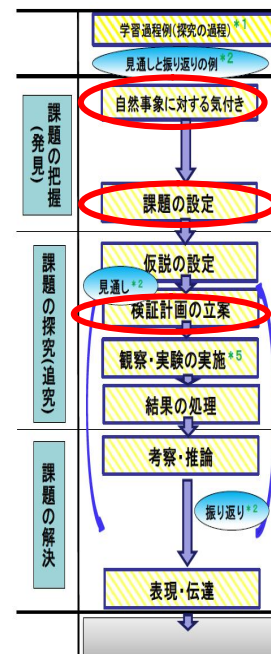 学習過程例(探究の過程)*1
見通しと振り返りの例*2
課題の把握(発見)
自然事象に対する気付き
課題の設定
課題の探究(追究)
仮説の設定
見通し*2
検証計画の立案
観察・実験の実施*5
結果の処理
課題の解決
考察・推論
振り返り*2
表現・伝達